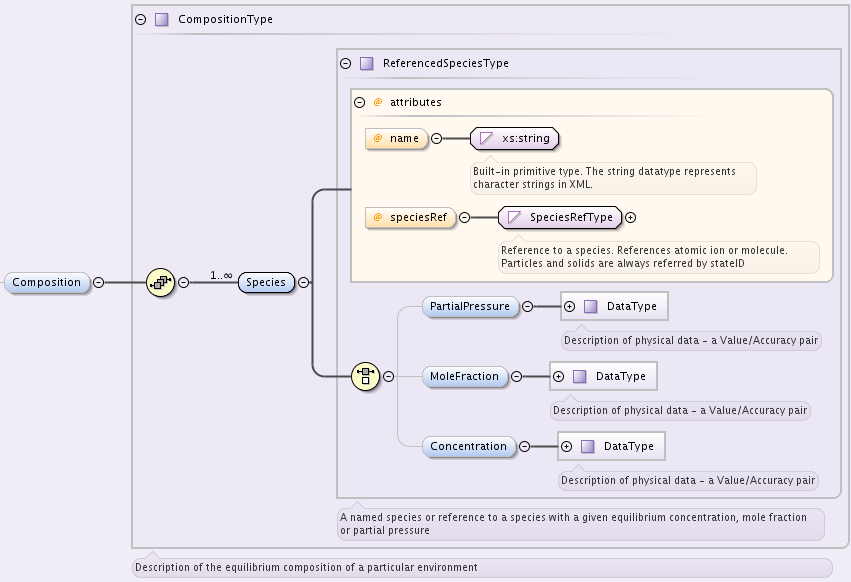 CompositionType
ReferencedSpeciesType
@ attributes
@ name
xs:string
Built-in primitive type. The string datatype represents
character strings in XML.
@ speciesRef
SpeciesRefType
Reference to a species. References atomic ion or molecule.
Particles and solids are always referred by stateID
Composition
1..∞
Species
PartialPressure
DataType
Description of physical data - a Value/Accuracy pair
MoleFraction
DataType
Description of physical data - a Value/Accuracy pair
Concentration
DataType
Description of physical data - a Value/Accuracy pair
A named species or reference to a species with a given equilibrium concentration, mole fraction
or partial pressure
Description of the equilibrium composition of a particular environment